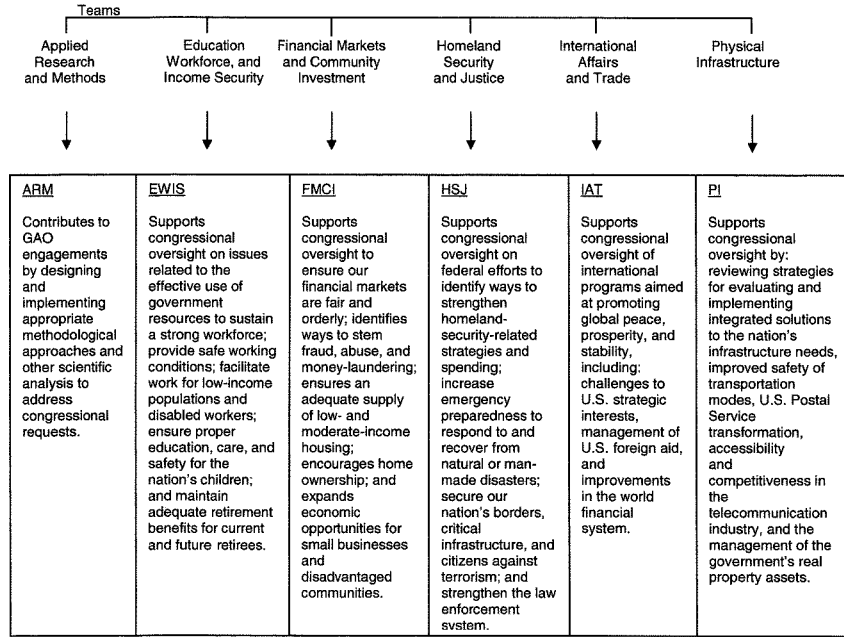 Teams
Applied
Research
and Methods
Education
Workforce, and
Income Security
Financial Markets
and Community
Investment
Homeland
Security
and Justice
International
Affairs
and Trade
Physical
Infrastructure
ARM
Contributes to
GAO
engagements
by designing
and
implementing
appropriate
methodological
approaches and
other scientific
analysis to
address
congressional
requests.
EWIS
Supports
congressional
oversight on issues
related to the
effective use of
government
resources to sustain
a strong workforce;
provide safe working
conditions; facilitate
work for low-income
populations and
disabled workers;
ensure proper
education, care, and
safety for the
nation's children;
and maintain
adequate retirement
benefits for current
and future retirees.
FMCI
Supports
congressional
oversight to
ensure our
financial markets
are fair and
orderly; identifies
ways to stem
fraud, abuse, and
money-laundering;
ensures an
adequate supply
of low- and
moderate-income
housing;
encourages home
ownership; and
expands
economic
opportunities for
small businesses
and
disadvantaged
communities.
HSJ
Supports
congressional
oversight on
federal efforts to
identify ways to
strengthen
homeland-
security-related
strategies and
spending;
increase
emergency
preparedness to
respond to and
recover from
natural or man-
made disasters;
secure our
nation's borders,
critical
infrastructure, and
citizens against
terrorism; and
strengthen the law
enforcement
system.
IAT
Supports
congressional
oversight of
international
programs aimed
at promoting
global peace,
prosperity, and
stability,
including:
challenges to
U.S. strategic
interests,
management of
U.S. foreign aid,
and
improvements
in the world
financial
system.
PI
Supports
congressional
oversight by:
reviewing strategies
for evaluating and
implementing
integrated solutions
to the nation's
infrastructure needs,
improved safety of
transportation
modes, U.S. Postal
Service
transformation,
accessibility
and
competitiveness in
the
telecommunication
industry, and the
management of the
government's real
property assets.